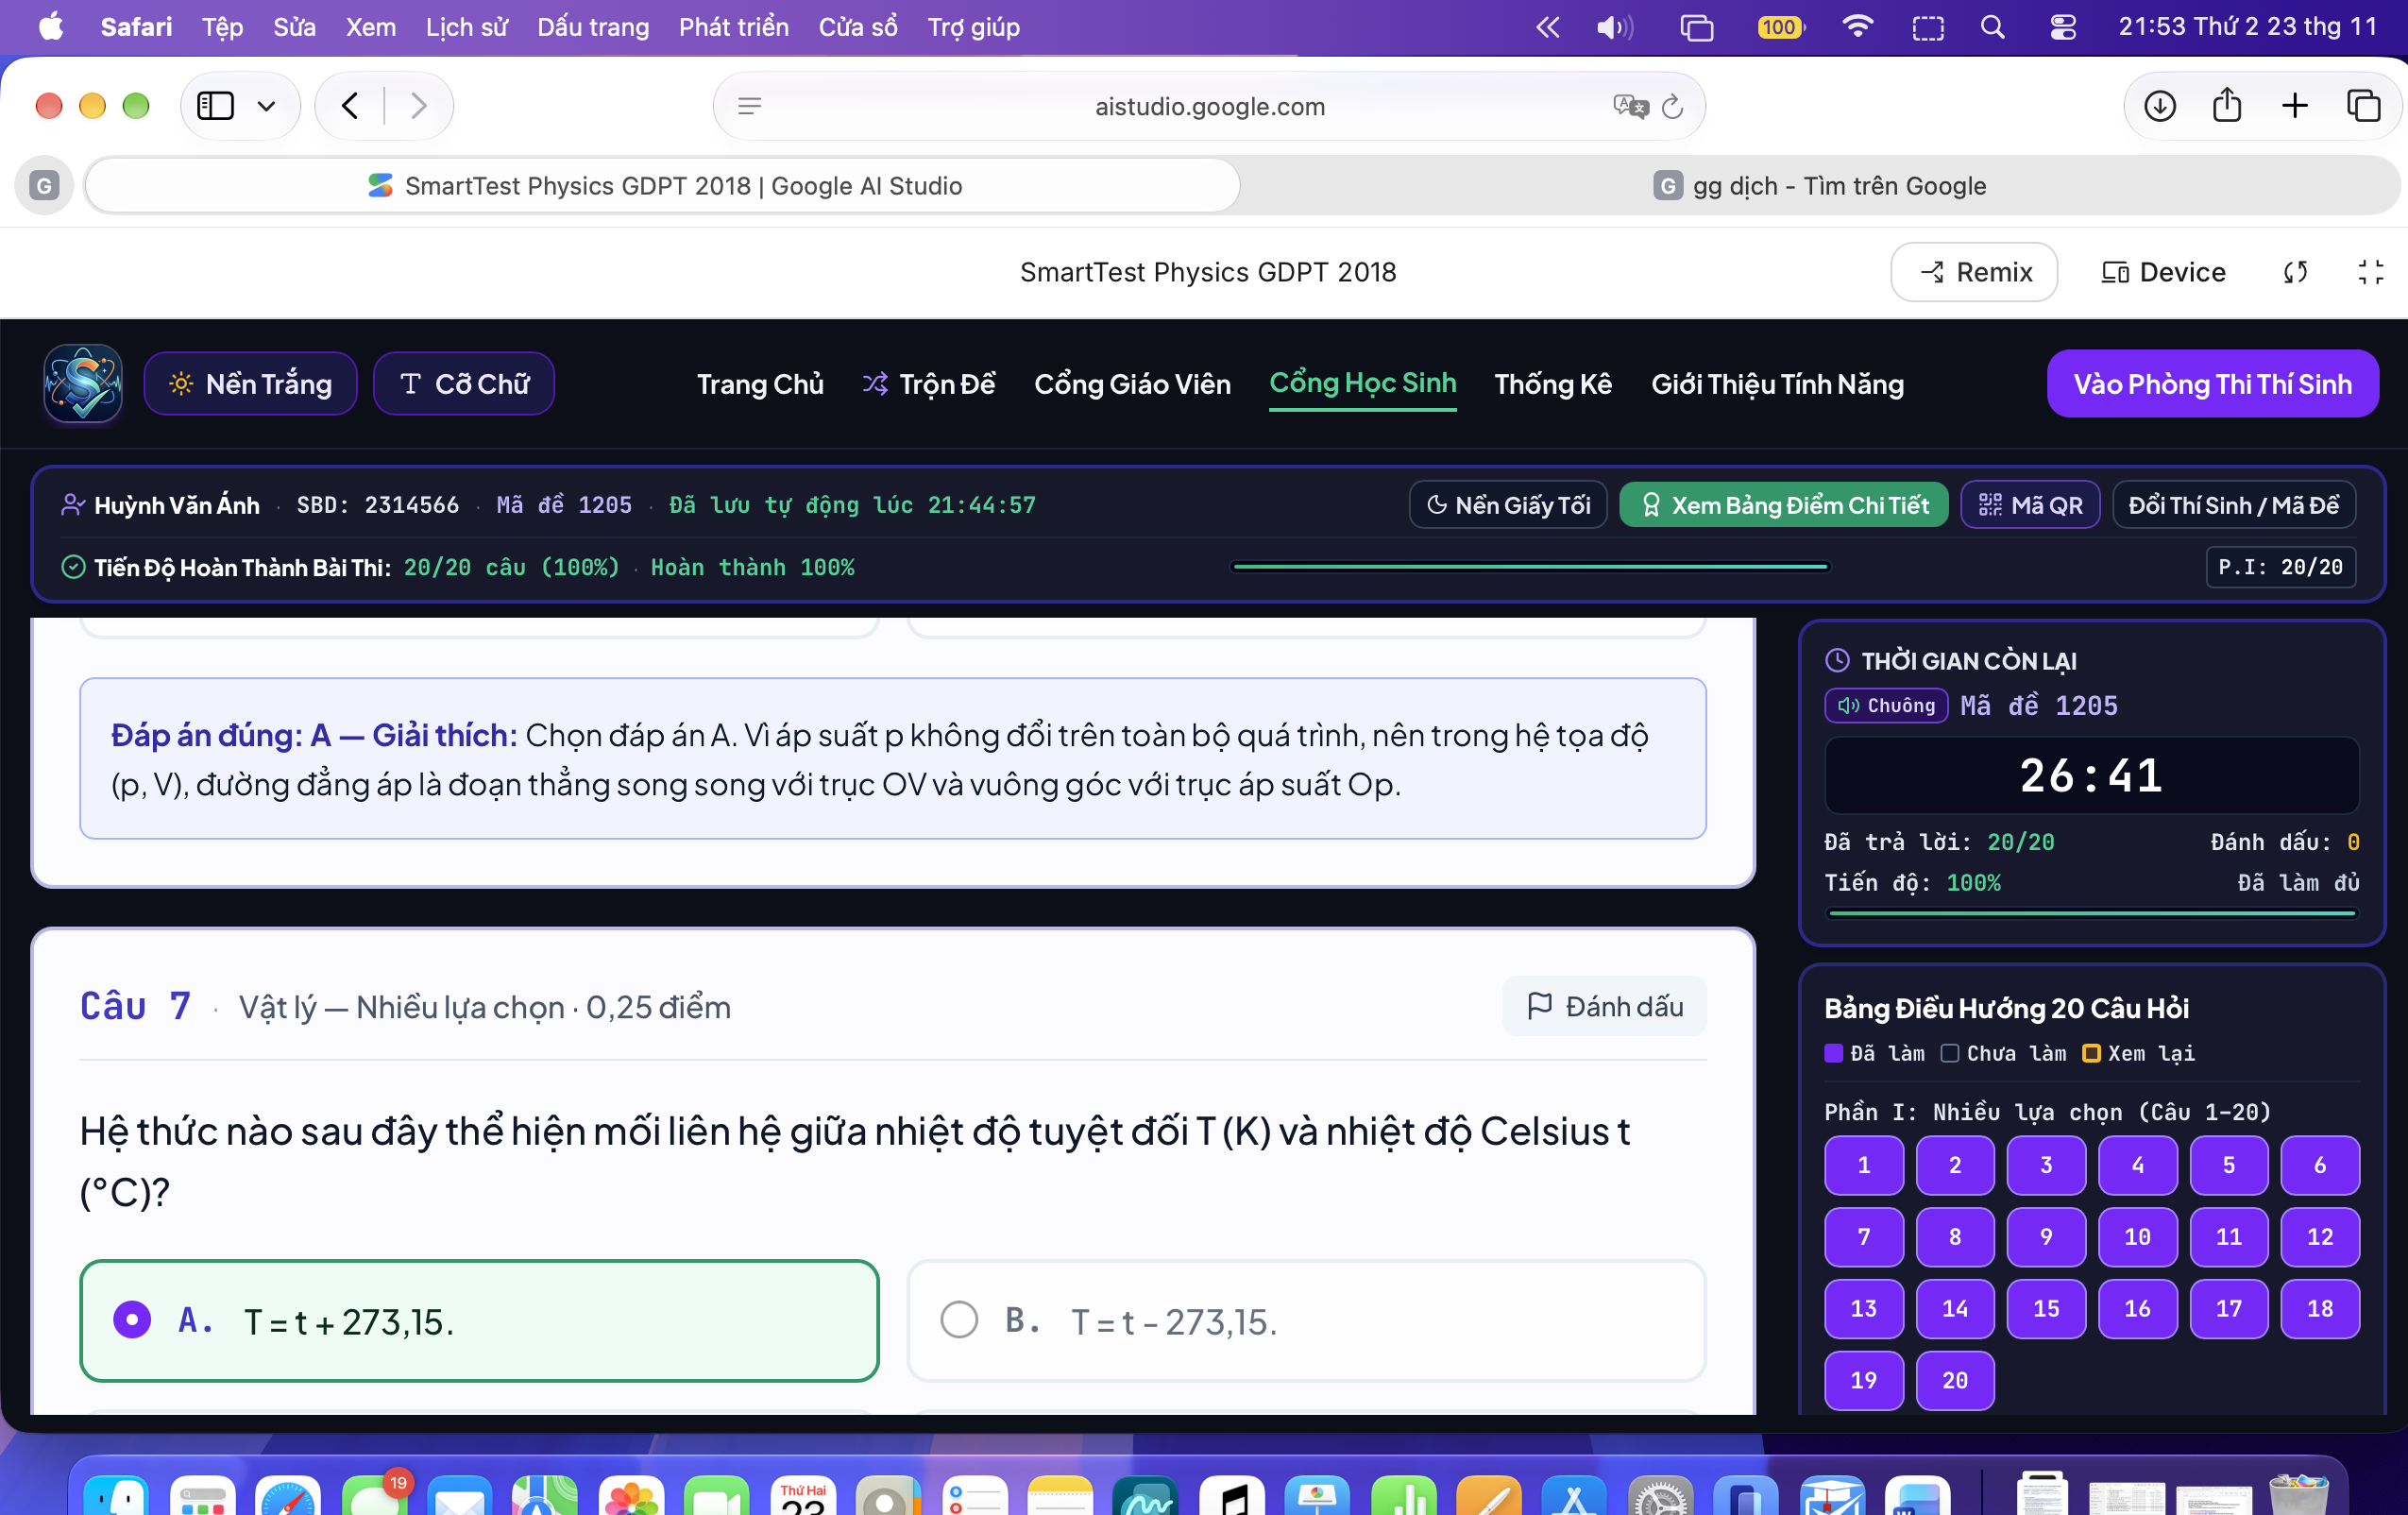 Safari Tệp Sửa Xem Lịch sử Dấu trang Phát triển Cửa sổ Trợ giúp 100 21:53 Thứ 2 23 thg 11
aistudio.google.com
G SmartTest Physics GDPT 2018 | Google AI Studio G gg dịch - Tìm trên Google
SmartTest Physics GDPT 2018 Remix Device
Nền Trắng Cỡ Chữ Trang Chủ Trộn Đề Cổng Giáo Viên Cổng Học Sinh Thống Kê Giới Thiệu Tính Năng Vào Phòng Thi Thí Sinh
Huỳnh Văn Ánh · SBD: 2314566 · Mã đề 1205 · Đã lưu tự động lúc 21:44:57 Nền Giấy Tối Xem Bảng Điểm Chi Tiết Mã QR Đổi Thí Sinh / Mã Đề
Tiến Độ Hoàn Thành Bài Thi: 20/20 câu (100%) · Hoàn thành 100% P.I: 20/20
Đáp án đúng: A — Giải thích: Chọn đáp án A. Vì áp suất p không đổi trên toàn bộ quá trình, nên trong hệ tọa độ
(p, V), đường đẳng áp là đoạn thẳng song song với trục OV và vuông góc với trục áp suất Op.
Câu 7 · Vật lý — Nhiều lựa chọn · 0,25 điểm Đánh dấu
Hệ thức nào sau đây thể hiện mối liên hệ giữa nhiệt độ tuyệt đối T (K) và nhiệt độ Celsius t
(°C)?
A. T = t + 273,15. B. T = t - 273,15.
THỜI GIAN CÒN LẠI
Chuông Mã đề 1205
26:41
Đã trả lời: 20/20 Đánh dấu: 0
Tiến độ: 100% Đã làm đủ
Bảng Điều Hướng 20 Câu Hỏi
Đã làm Chưa làm Xem lại
Phần I: Nhiều lựa chọn (Câu 1–20)
1 2 3 4 5 6
7 8 9 10 11 12
13 14 15 16 17 18
19 20
19 Thứ Hai